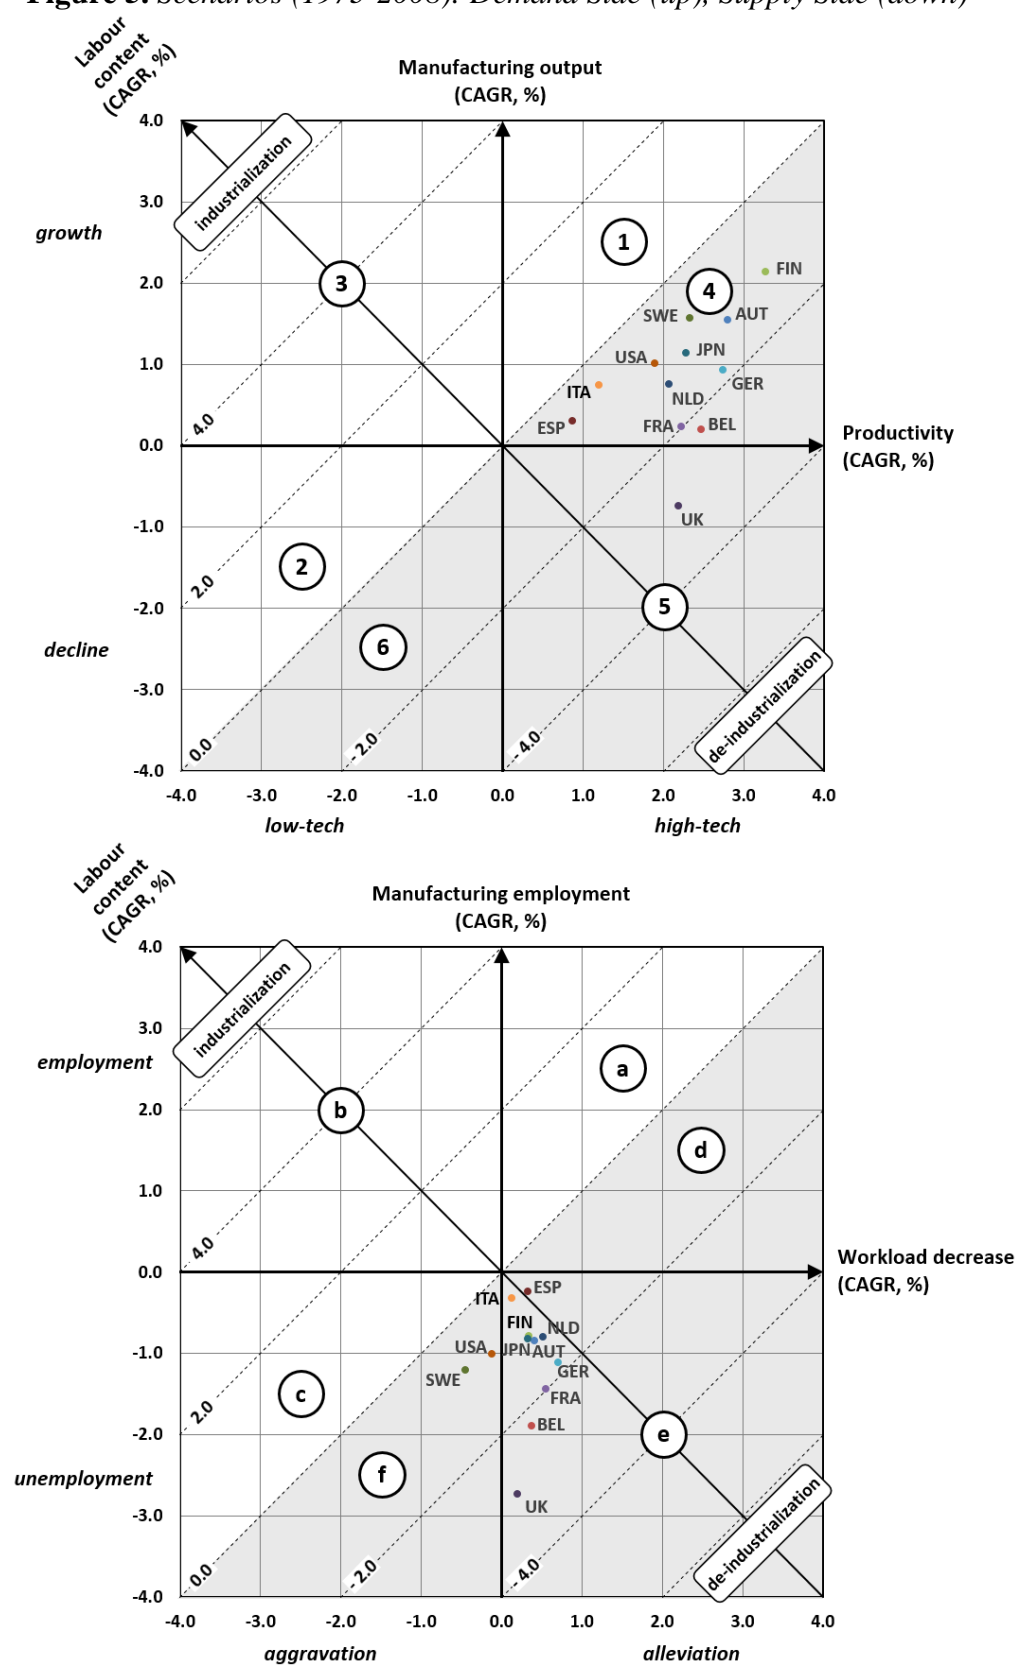 Figure 3. Scenarios (1973-2008): Demand Side (up), Supply Side (down)
Labour
content
(CAGR, %)
Manufacturing output
(CAGR, %)
4.0
industrialization
3.0
growth
1
3
2.0
FIN
4
SWE
AUT
JPN
USA
1.0
GER
ITA
NLD
4.0
ESP
FRA
BEL
0.0
Productivity
(CAGR, %)
UK
-1.0
2
2.0
-2.0
5
decline
6
-3.0
de-industrialization
0.0
- 2.0
- 4.0
-4.0
-4.0 -3.0 -2.0 -1.0 0.0 1.0 2.0 3.0 4.0
low-tech high-tech
Labour
content
(CAGR, %)
Manufacturing employment
(CAGR, %)
4.0
industrialization
3.0
employment
a
b
2.0
d
1.0
4.0
0.0
Workload decrease
(CAGR, %)
ESP
ITA
FIN
NLD
USA
JPN
AUT
-1.0
GER
SWE
c
FRA
2.0
BEL
-2.0
e
unemployment
f
UK
-3.0
de-industrialization
0.0
- 2.0
- 4.0
-4.0
-4.0 -3.0 -2.0 -1.0 0.0 1.0 2.0 3.0 4.0
aggravation alleviation